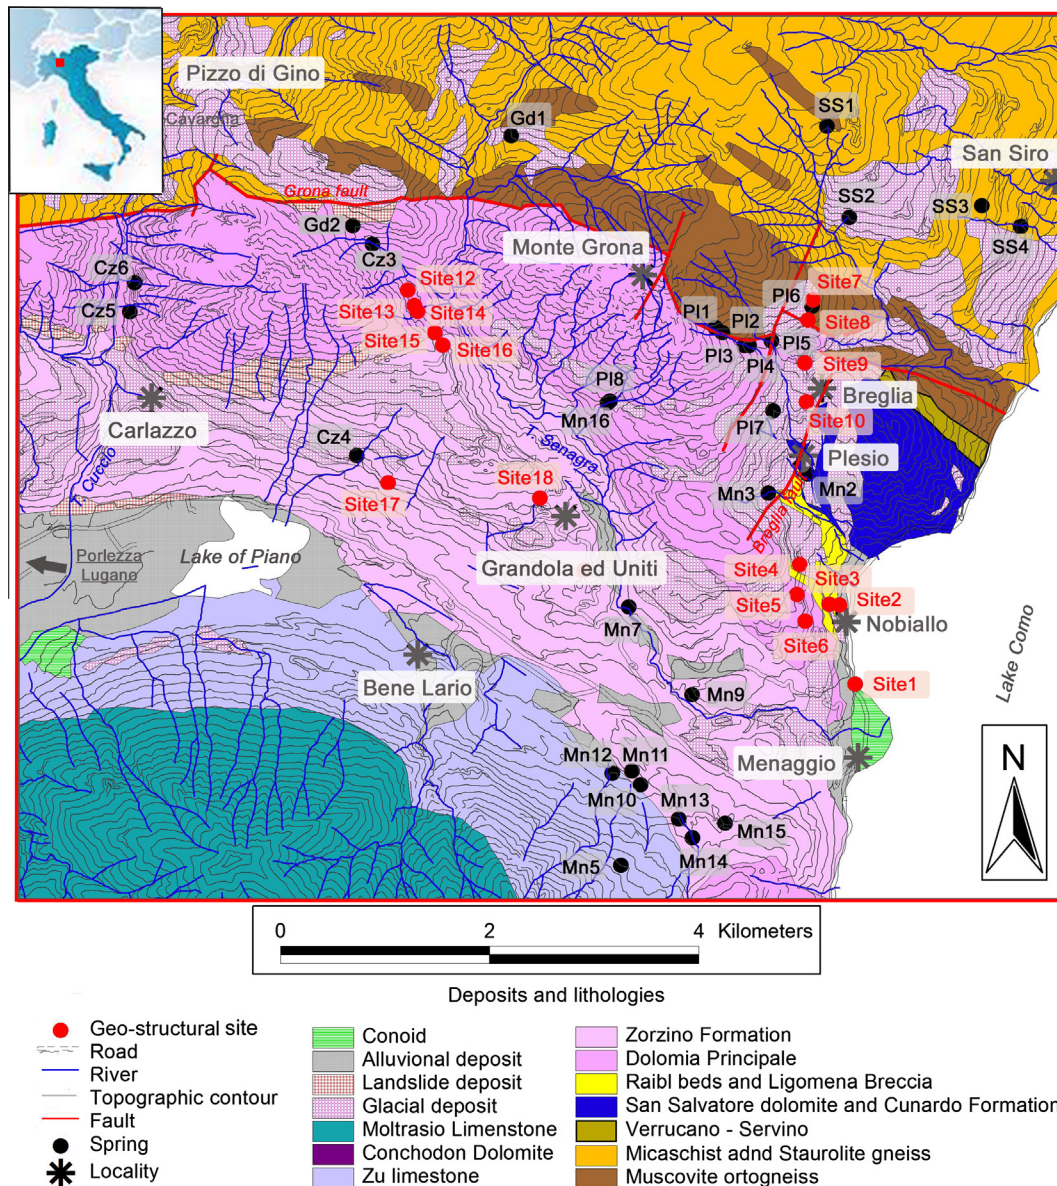 Pizzo di Gino
Cavargna
Gd1
SS1
San Siro
Grona fault
SS2
SS3
SS4
Gd2
Cz3
Monte Grona
Cz6
Cz5
Site12
Site13
Site14
Site15
Site16
Site7
Pl6
Site8
Pl1
Pl2
Pl5
Pl3
Pl4
Site9
Breglia
Pl8
Mn16
Pl7
Site10
Carlazzo
T. Cuccio
T. Sanagra
Cz4
Plesio
Mn2
Site17
Site18
Mn3
Grandola ed Uniti
Porlezza
Lugano
Lake of Piano
Site4
Site3
Site5
Site2
Nobiallo
Site6
Mn7
Lake Como
Bene Lario
Mn9
Site1
Menaggio
N
Mn12
Mn11
Mn10
Mn13
Mn15
Mn14
Mn5
0 2 4 Kilometers
Deposits and lithologies
Geo-structural site
Road
River
Topographic contour
Fault
Spring
Locality
Conoid
Alluvional deposit
Landslide deposit
Glacial deposit
Moltrasio Limenstone
Conchodon Dolomite
Zu limestone
Zorzino Formation
Dolomia Principale
Raibl beds and Ligomena Breccia
San Salvatore dolomite and Cunardo Formation
Verrucano - Servino
Micaschist adnd Staurolite gneiss
Muscovite ortogneiss